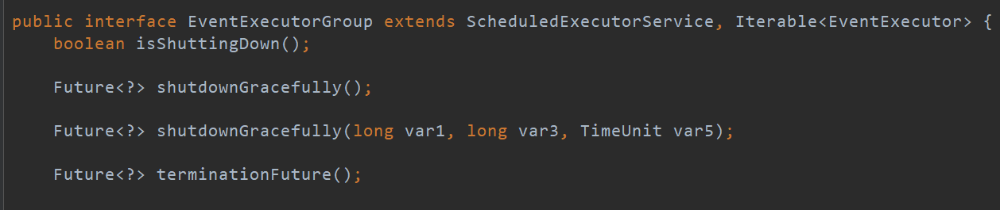 public interface EventExecutorGroup extends ScheduledExecutorService, Iterable<EventExecutor> {
boolean isShuttingDown();
Future<?> shutdownGracefully();
Future<?> shutdownGracefully(long var1, long var3, TimeUnit var5);
Future<?> terminationFuture();